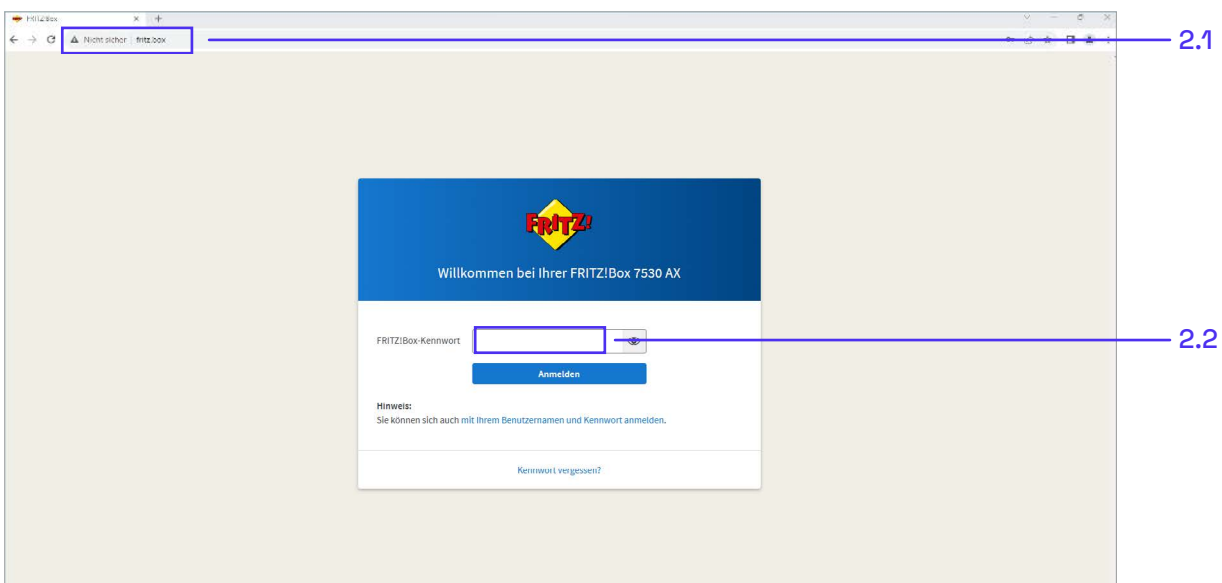 FRITZ!Box
Nicht sicher | fritz.box
2.1
FRITZ!
Willkommen bei Ihrer FRITZ!Box 7530 AX
FRITZ!Box-Kennwort
2.2
Anmelden
Hinweis:
Sie können sich auch mit Ihrem Benutzernamen und Kennwort anmelden.
Kennwort vergessen?